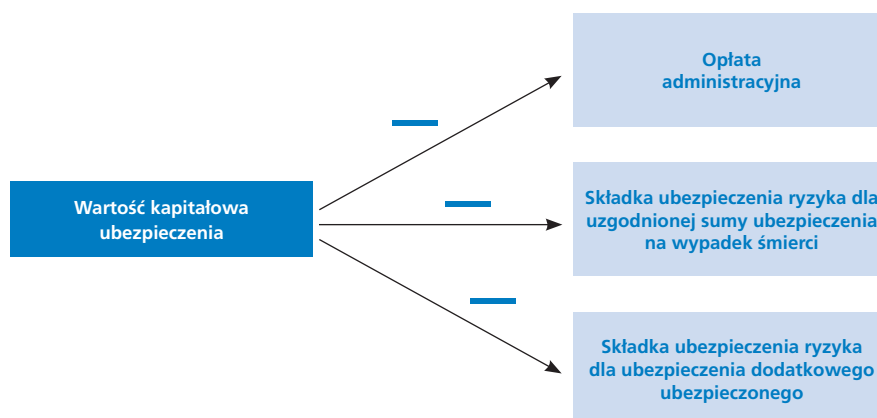 Opłata
administracyjna
Wartość kapitałowa
ubezpieczenia
Składka ubezpieczenia ryzyka dla
uzgodnionej sumy ubezpieczenia
na wypadek śmierci
Składka ubezpieczenia ryzyka
dla ubezpieczenia dodatkowego
ubezpieczonego